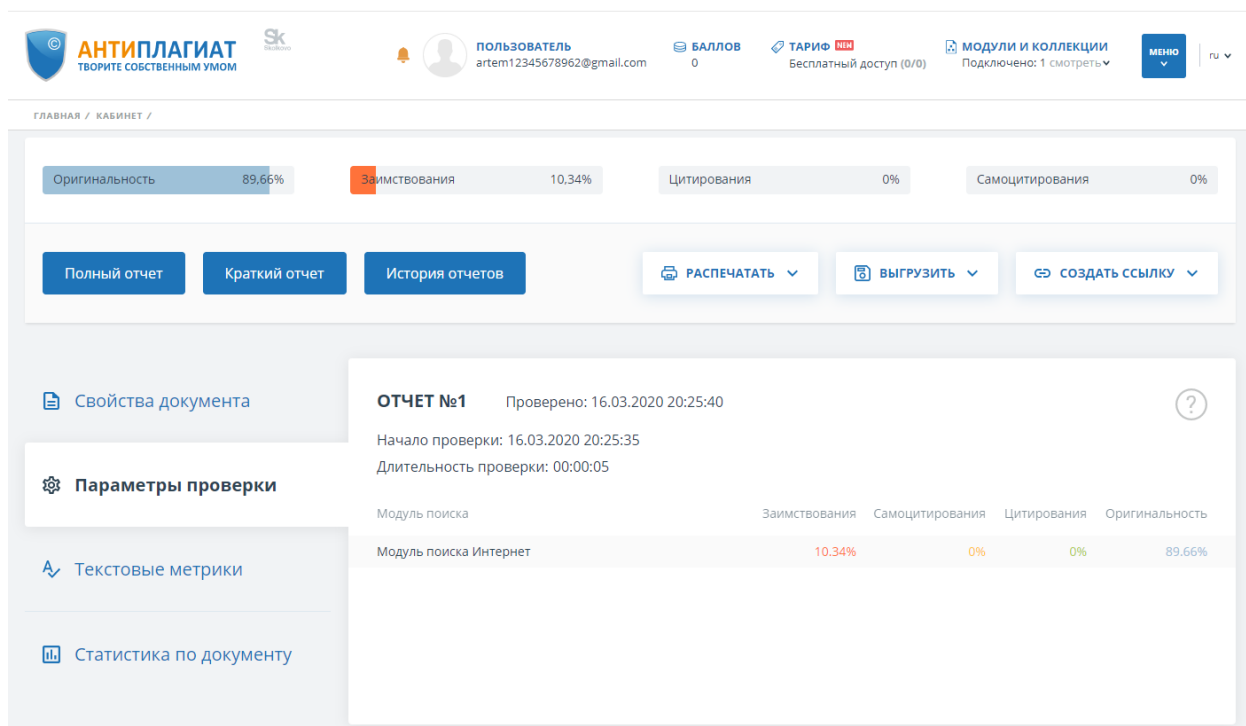 АНТИПЛАГИАТ
ТВОРИТЕ СОБСТВЕННЫМ УМОМ
Sk
Skolkovo
ПОЛЬЗОВАТЕЛЬ
artem12345678962@gmail.com
БАЛЛОВ
0
ТАРИФ NEW
Бесплатный доступ (0/0)
МОДУЛИ И КОЛЛЕКЦИИ
Подключено: 1 смотреть
МЕНЮ
ru
ГЛАВНАЯ / КАБИНЕТ /
Оригинальность 89,66%
Заимствования 10,34%
Цитирования 0%
Самоцитирования 0%
Полный отчет
Краткий отчет
История отчетов
РАСПЕЧАТАТЬ
ВЫГРУЗИТЬ
СОЗДАТЬ ССЫЛКУ
Свойства документа
Параметры проверки
Текстовые метрики
Статистика по документу
ОТЧЕТ №1 Проверено: 16.03.2020 20:25:40
?
Начало проверки: 16.03.2020 20:25:35
Длительность проверки: 00:00:05
Модуль поиска Заимствования Самоцитирования Цитирования Оригинальность
Модуль поиска Интернет 10.34% 0% 0% 89.66%